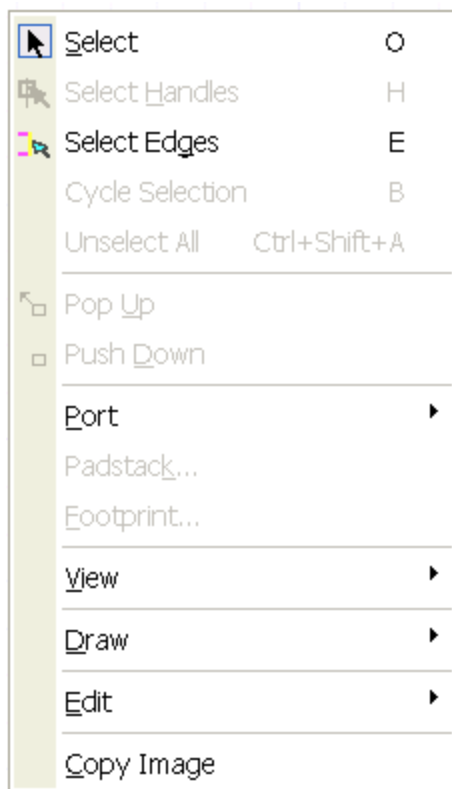 Select O
Select Handles H
Select Edges E
Cycle Selection B
Unselect All Ctrl+Shift+A
Pop Up
Push Down
Port
Padstack...
Footprint...
View
Draw
Edit
Copy Image